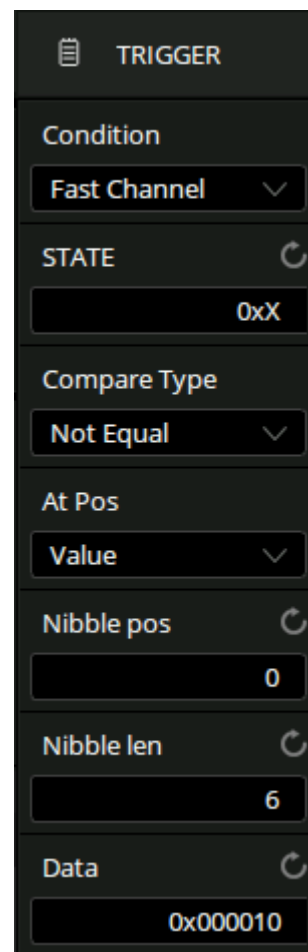 TRIGGER
Condition
Fast Channel
STATE
0xX
Compare Type
Not Equal
At Pos
Value
Nibble pos
0
Nibble len
6
Data
0x000010